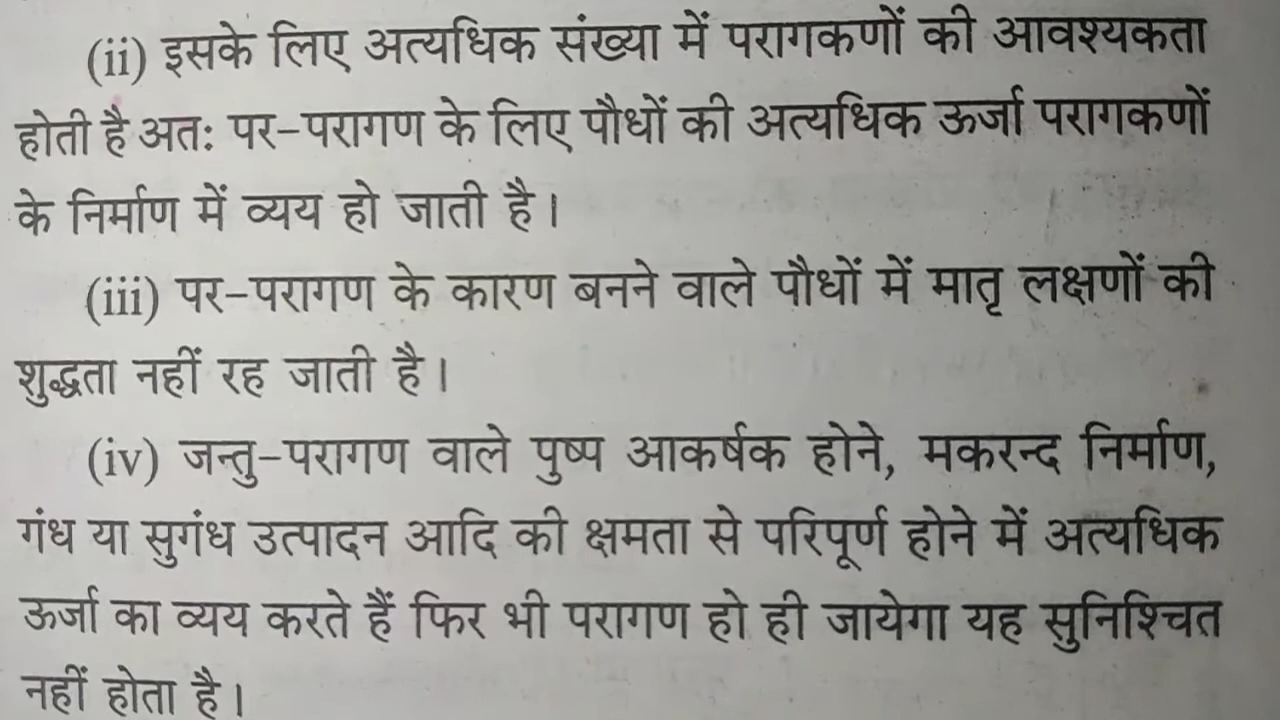 (ii) इसके लिए अत्यधिक संख्या में परागकणों की आवश्यकता
होती है अतः पर-परागण के लिए पौधों की अत्यधिक ऊर्जा परागकणों
के निर्माण में व्यय हो जाती है।
(iii) पर-परागण के कारण बनने वाले पौधों में मातृ लक्षणों की
शुद्धता नहीं रह जाती है।
(iv) जन्तु-परागण वाले पुष्प आकर्षक होने, मकरन्द निर्माण,
गंध या सुगंध उत्पादन आदि की क्षमता से परिपूर्ण होने में अत्यधिक
ऊर्जा का व्यय करते हैं फिर भी परागण हो ही जायेगा यह सुनिश्चित
नहीं होता है।